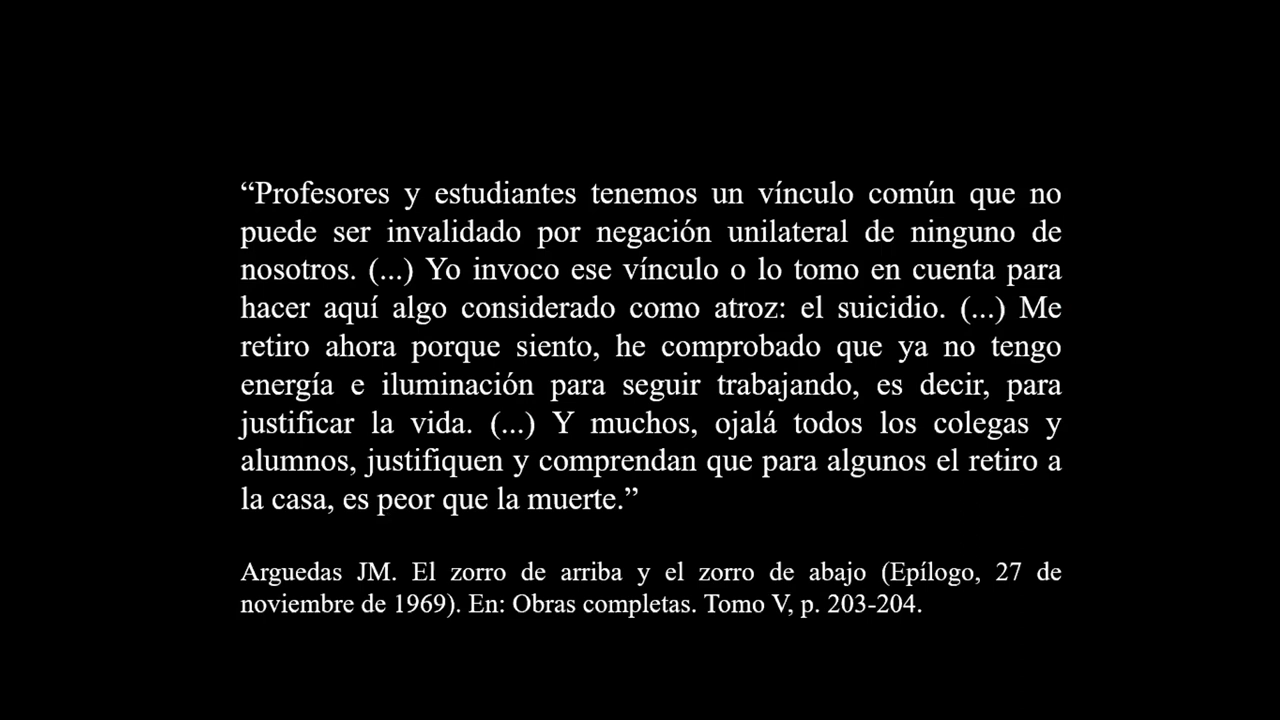 “Profesores y estudiantes tenemos un vínculo común que no
puede ser invalidado por negación unilateral de ninguno de
nosotros. (...) Yo invoco ese vínculo o lo tomo en cuenta para
hacer aquí algo considerado como atroz: el suicidio. (...) Me
retiro ahora porque siento, he comprobado que ya no tengo
energía e iluminación para seguir trabajando, es decir, para
justificar la vida. (...) Y muchos, ojalá todos los colegas y
alumnos, justifiquen y comprendan que para algunos el retiro a
la casa, es peor que la muerte.”
Arguedas JM. El zorro de arriba y el zorro de abajo (Epílogo, 27 de
noviembre de 1969). En: Obras completas. Tomo V, p. 203-204.